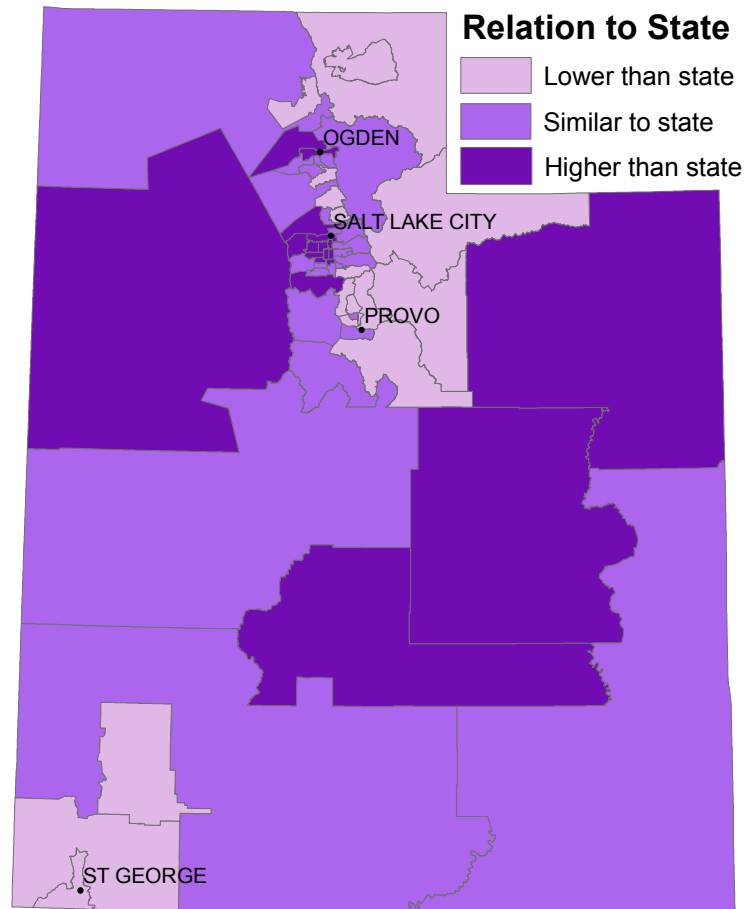 Relation to State
Lower than state
Similar to state
Higher than state
OGDEN
SALT LAKE CITY
PROVO
ST GEORGE